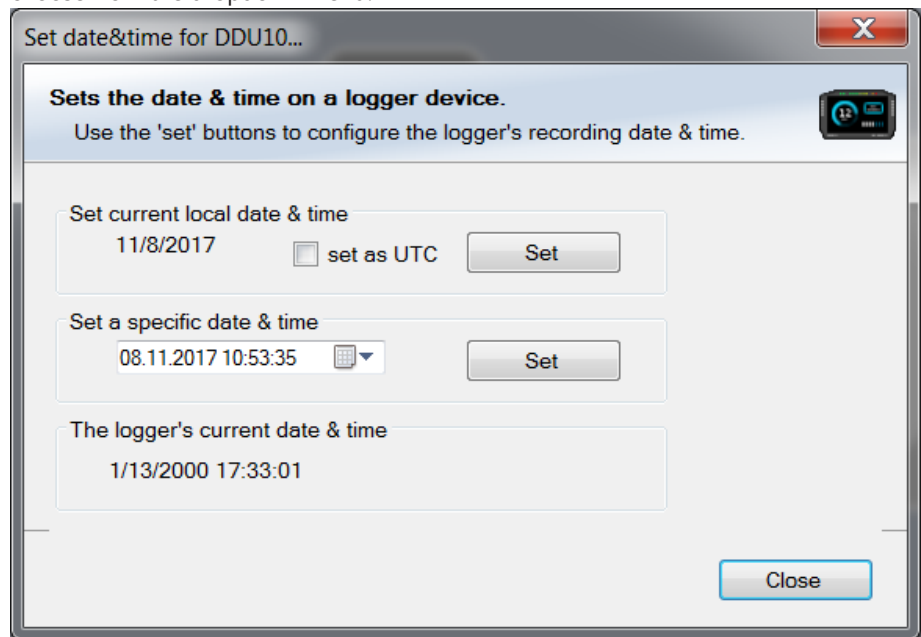 Set date&time for DDU10...
Sets the date & time on a logger device.
Use the 'set' buttons to configure the logger's recording date & time.
12
Set current local date & time
11/8/2017
set as UTC
Set
Set a specific date & time
08.11.2017 10:53:35
Set
The logger's current date & time
1/13/2000 17:33:01
Close